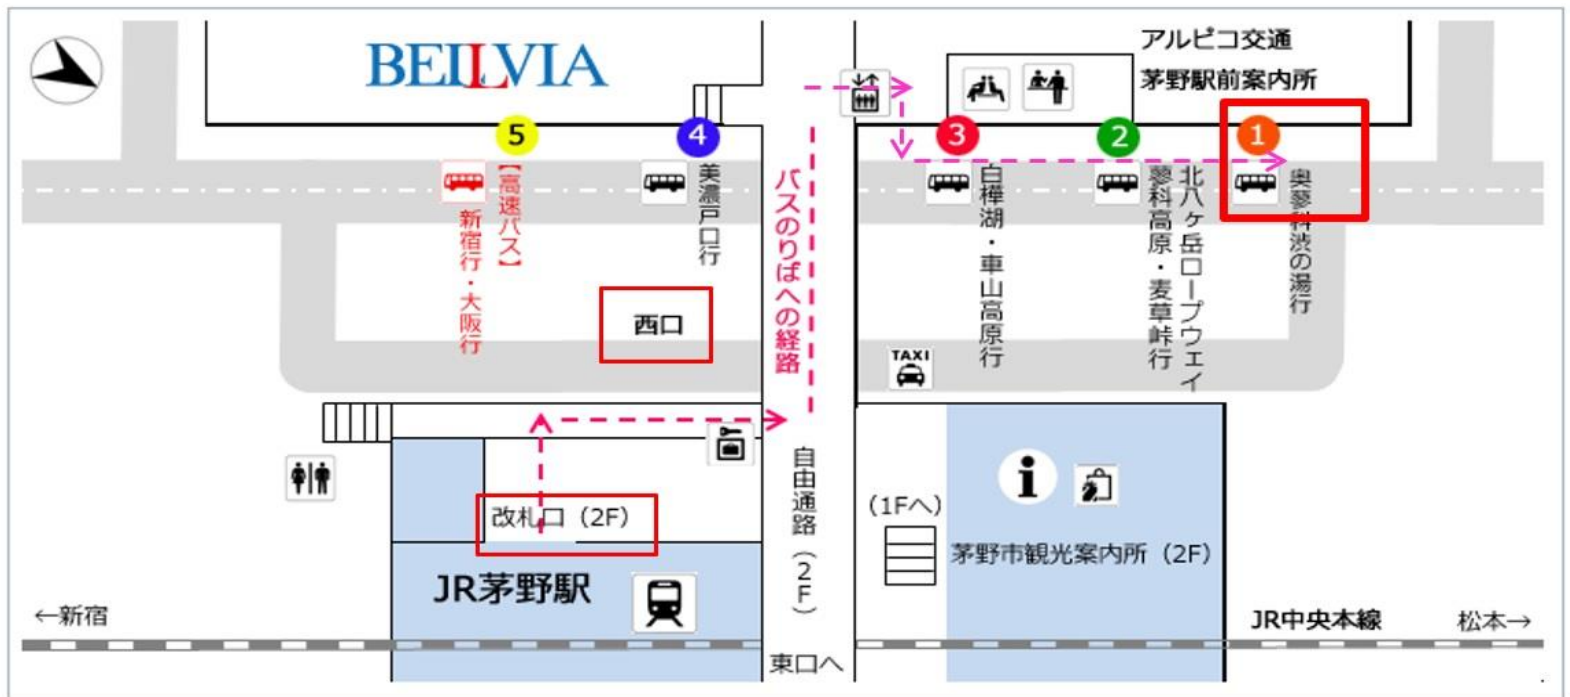 BELLVIA
アルピコ交通
茅野駅前案内所
5
4
3
2
1
【高速バス】
新宿行・大阪行
美濃戸口行
バスのりばへの経路
白樺湖・車山高原行
北八ヶ岳ロープウェイ
蓼科高原・麦草峠行
奥蓼科渋の湯行
西口
TAXI
自由通路(2F)
改札口(2F)
(1Fへ)
i
茅野市観光案内所(2F)
JR茅野駅
←新宿
JR中央本線
松本→
東口へ